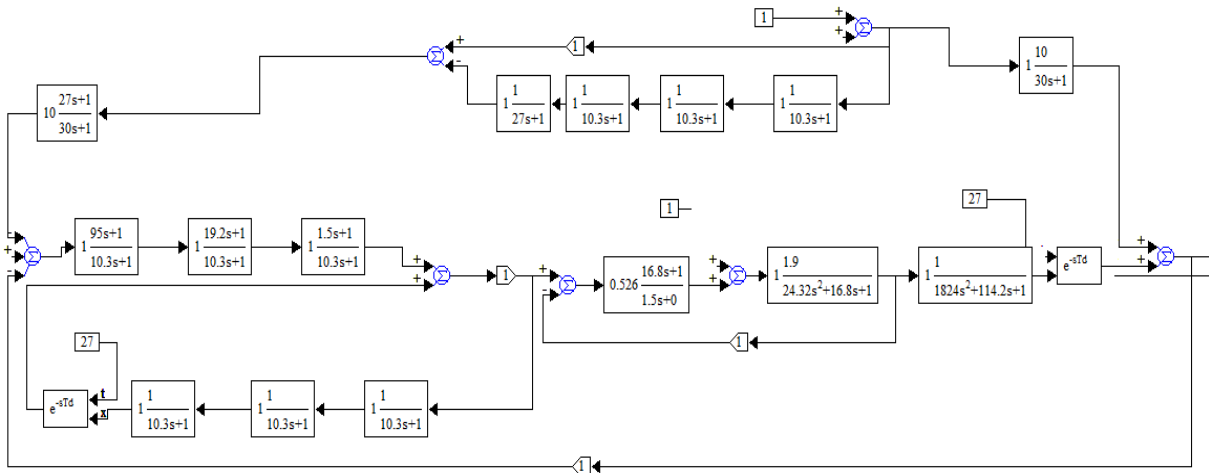 1
+
+
Σ
+
-
Σ
1
1 10
30s+1
10 27s+1
30s+1
1 1
27s+1
1 1
10.3s+1
1 1
10.3s+1
1 1
10.3s+1
1
27
-
+
-
Σ
1 95s+1
10.3s+1
1 19.2s+1
10.3s+1
1 1.5s+1
10.3s+1
+
+
Σ
1
+
-
Σ
0.526 16.8s+1
1.5s+0
+
+
Σ
1 1.9
24.32s²+16.8s+1
1 1
1824s²+114.2s+1
e-sTd
+
+
Σ
1
27
e-sTd
t
x
1 1
10.3s+1
1 1
10.3s+1
1 1
10.3s+1
1